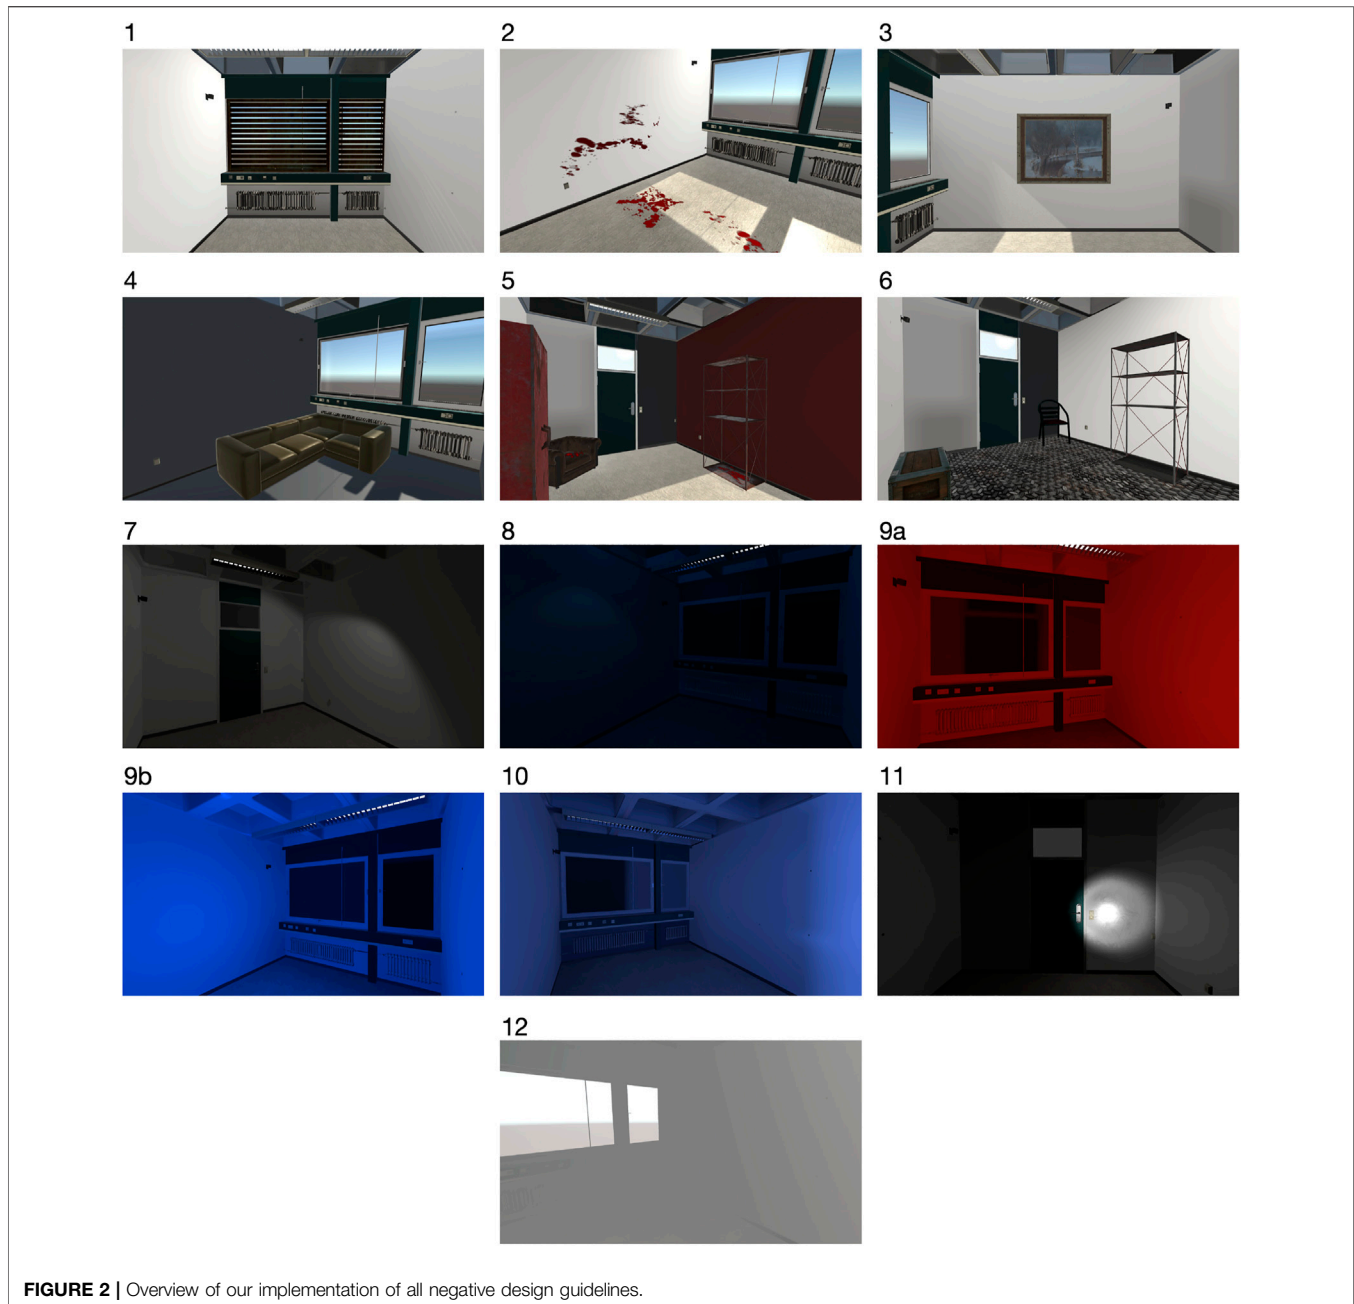 1 2 3
4 5 6
7 8 9a
9b 10 11
12
FIGURE 2 | Overview of our implementation of all negative design guidelines.